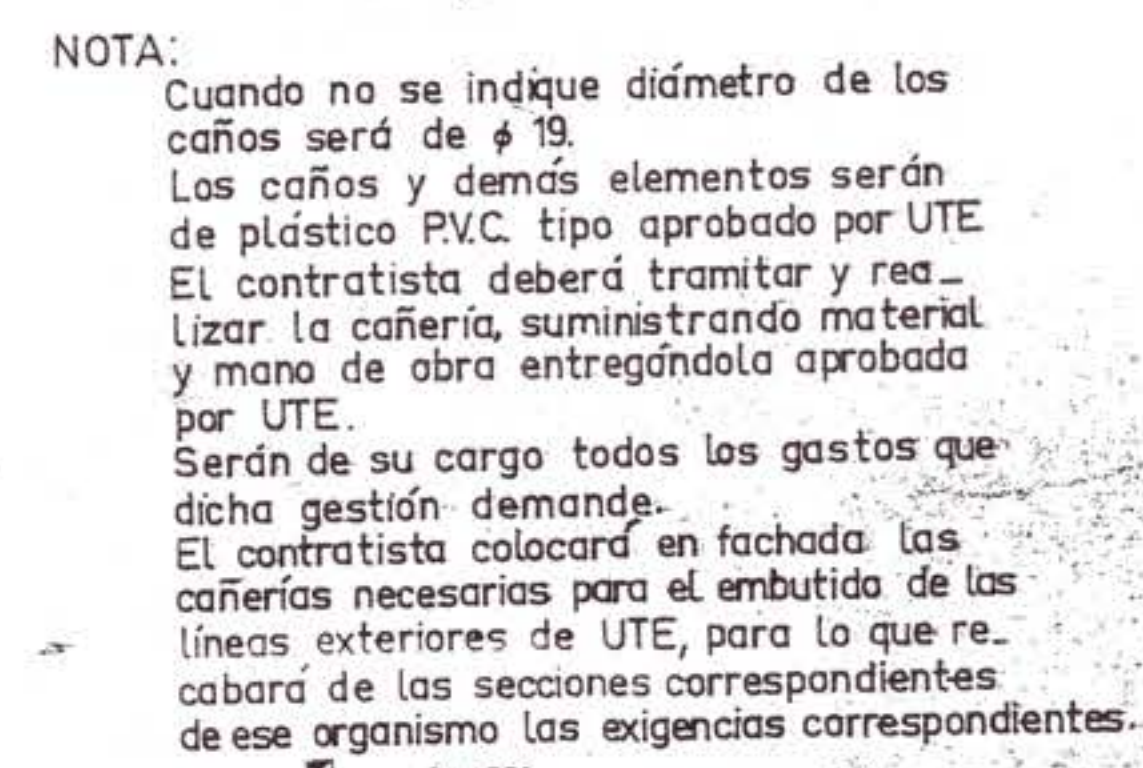 NOTA:
Cuando no se indique diámetro de los
caños será de ϕ 19.
Los caños y demás elementos serán
de plástico P.V.C. tipo aprobado por UTE
El contratista deberá tramitar y rea_
lizar la cañería, suministrando material
y mano de obra entregándola aprobada
por UTE.
Serán de su cargo todos los gastos que
dicha gestión demande.
El contratista colocará en fachada las
cañerías necesarias para el embutido de las
líneas exteriores de UTE, para lo que re_
cabará de las secciones correspondientes
de ese organismo las exigencias correspondientes.